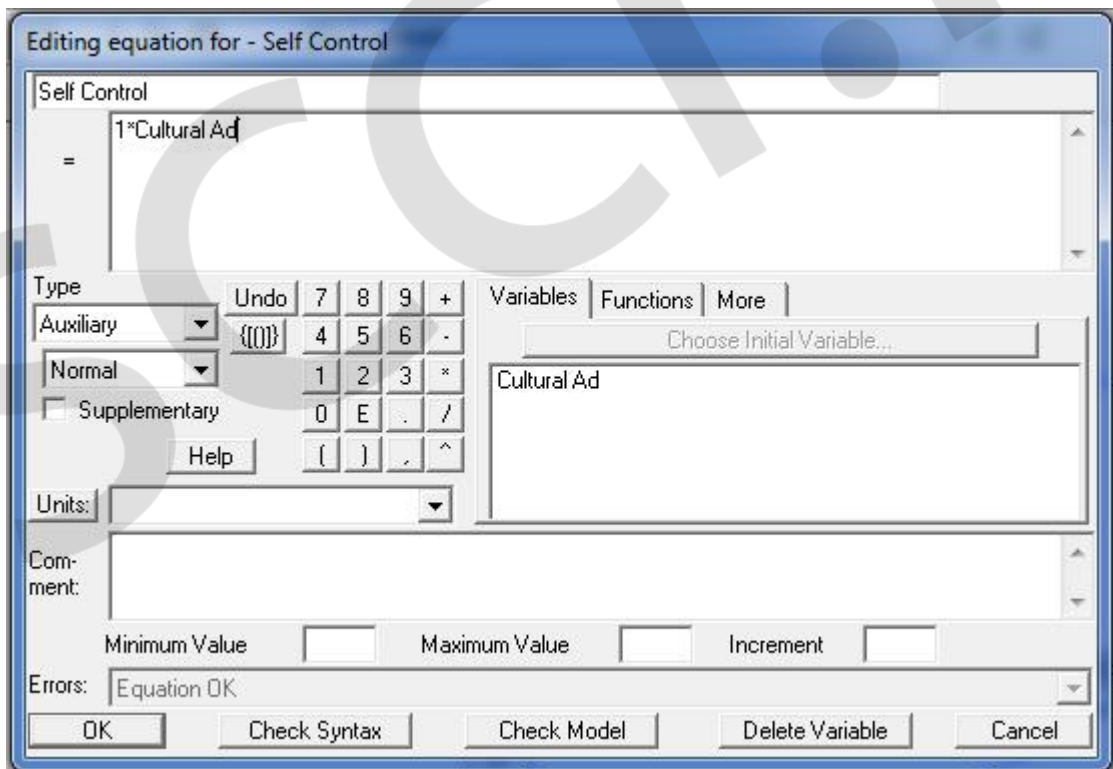 Editing equation for - Self Control
Self Control
=
1*Cultural Ad
Type
Auxiliary
Normal
Supplementary
Help
Undo 7 8 9 +
{[()]} 4 5 6 -
1 2 3 *
0 E . /
( ) , ^
Variables Functions More
Choose Initial Variable...
Cultural Ad
Units:
Com-
ment:
Minimum Value Maximum Value Increment
Errors: Equation OK
OK Check Syntax Check Model Delete Variable Cancel